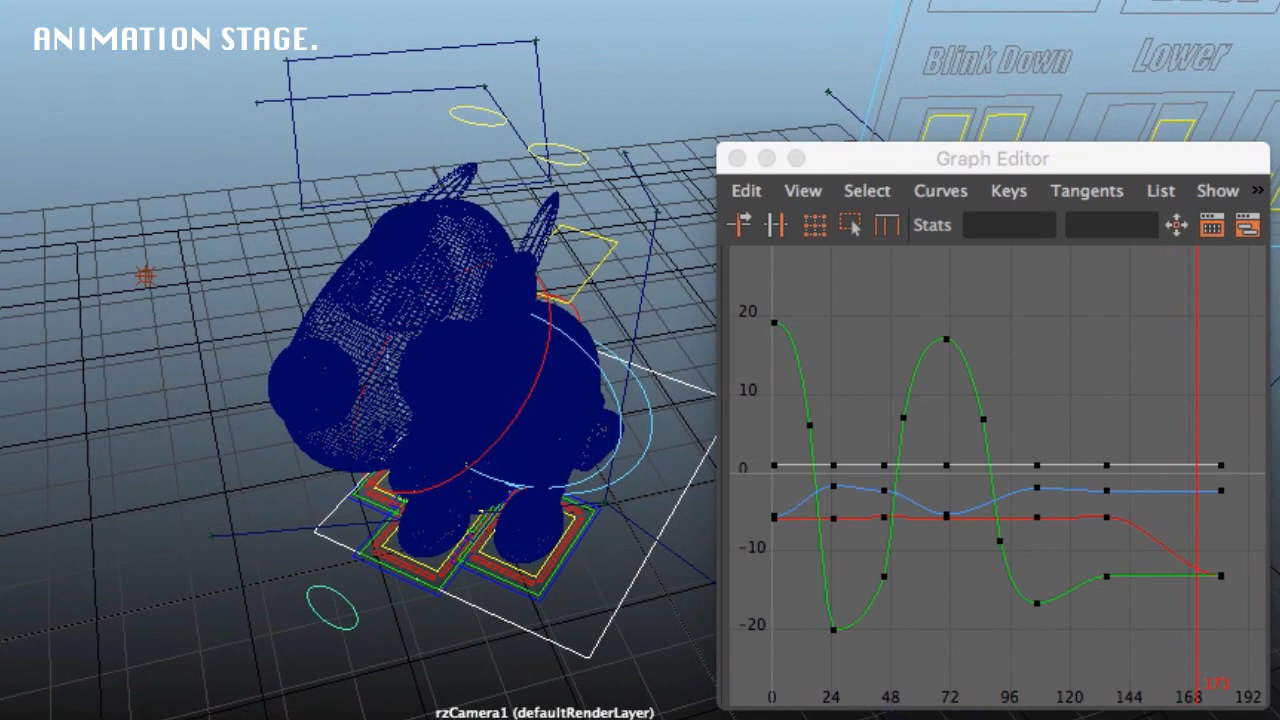 ANIMATION STAGE.
Blink Down
Lower
Graph Editor
Edit View Select Curves Keys Tangents List Show »
Stats
20
10
0
-10
-20
171
0 24 48 72 96 120 144 168 192
rzCamera1 (defaultRenderLayer)